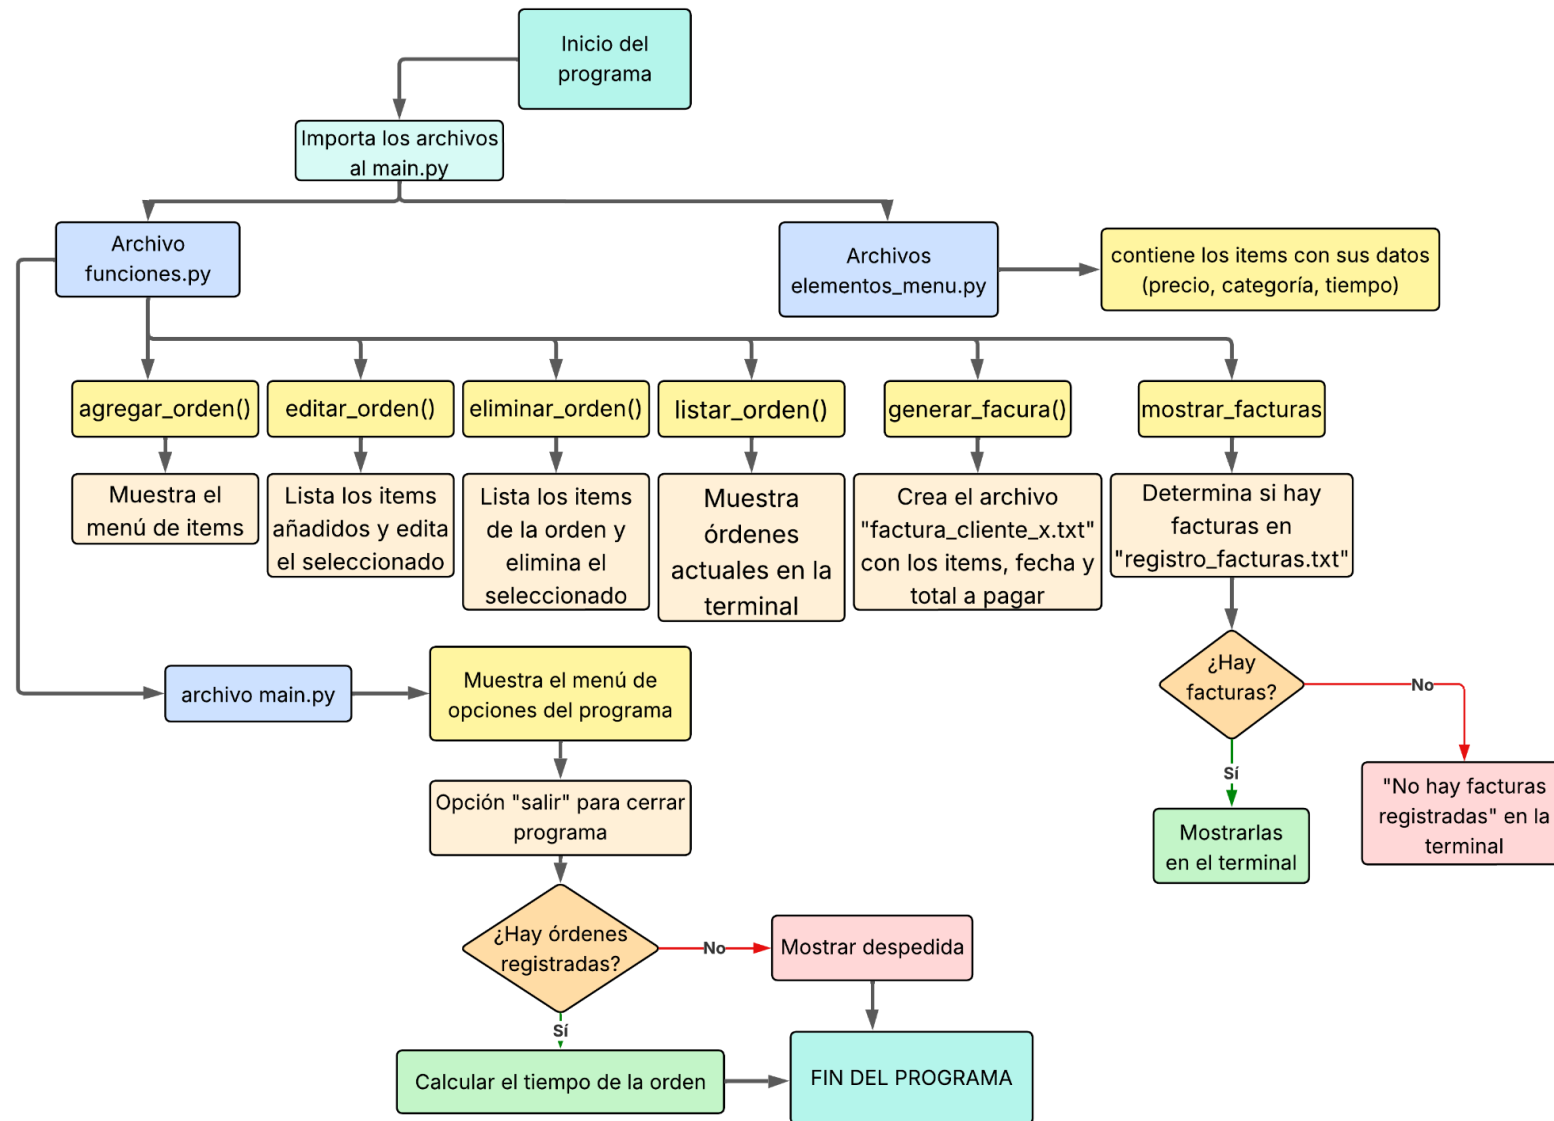 Inicio del
programa
Importa los archivos
al main.py
Archivo
funciones.py
Archivos
elementos_menu.py
contiene los items con sus datos
(precio, categoría, tiempo)
agregar_orden()
editar_orden()
eliminar_orden()
listar_orden()
generar_facura()
mostrar_facturas
Muestra el
menú de items
Lista los items
añadidos y edita
el seleccionado
Lista los items
de la orden y
elimina el
seleccionado
Muestra
órdenes
actuales en la
terminal
Crea el archivo
"factura_cliente_x.txt"
con los items, fecha y
total a pagar
Determina si hay
facturas en
"registro_facturas.txt"
¿Hay
facturas?
No
Sí
"No hay facturas
registradas" en la
terminal
Mostrarlas
en el terminal
archivo main.py
Muestra el menú de
opciones del programa
Opción "salir" para cerrar
programa
¿Hay órdenes
registradas?
No
Mostrar despedida
Sí
Calcular el tiempo de la orden
FIN DEL PROGRAMA